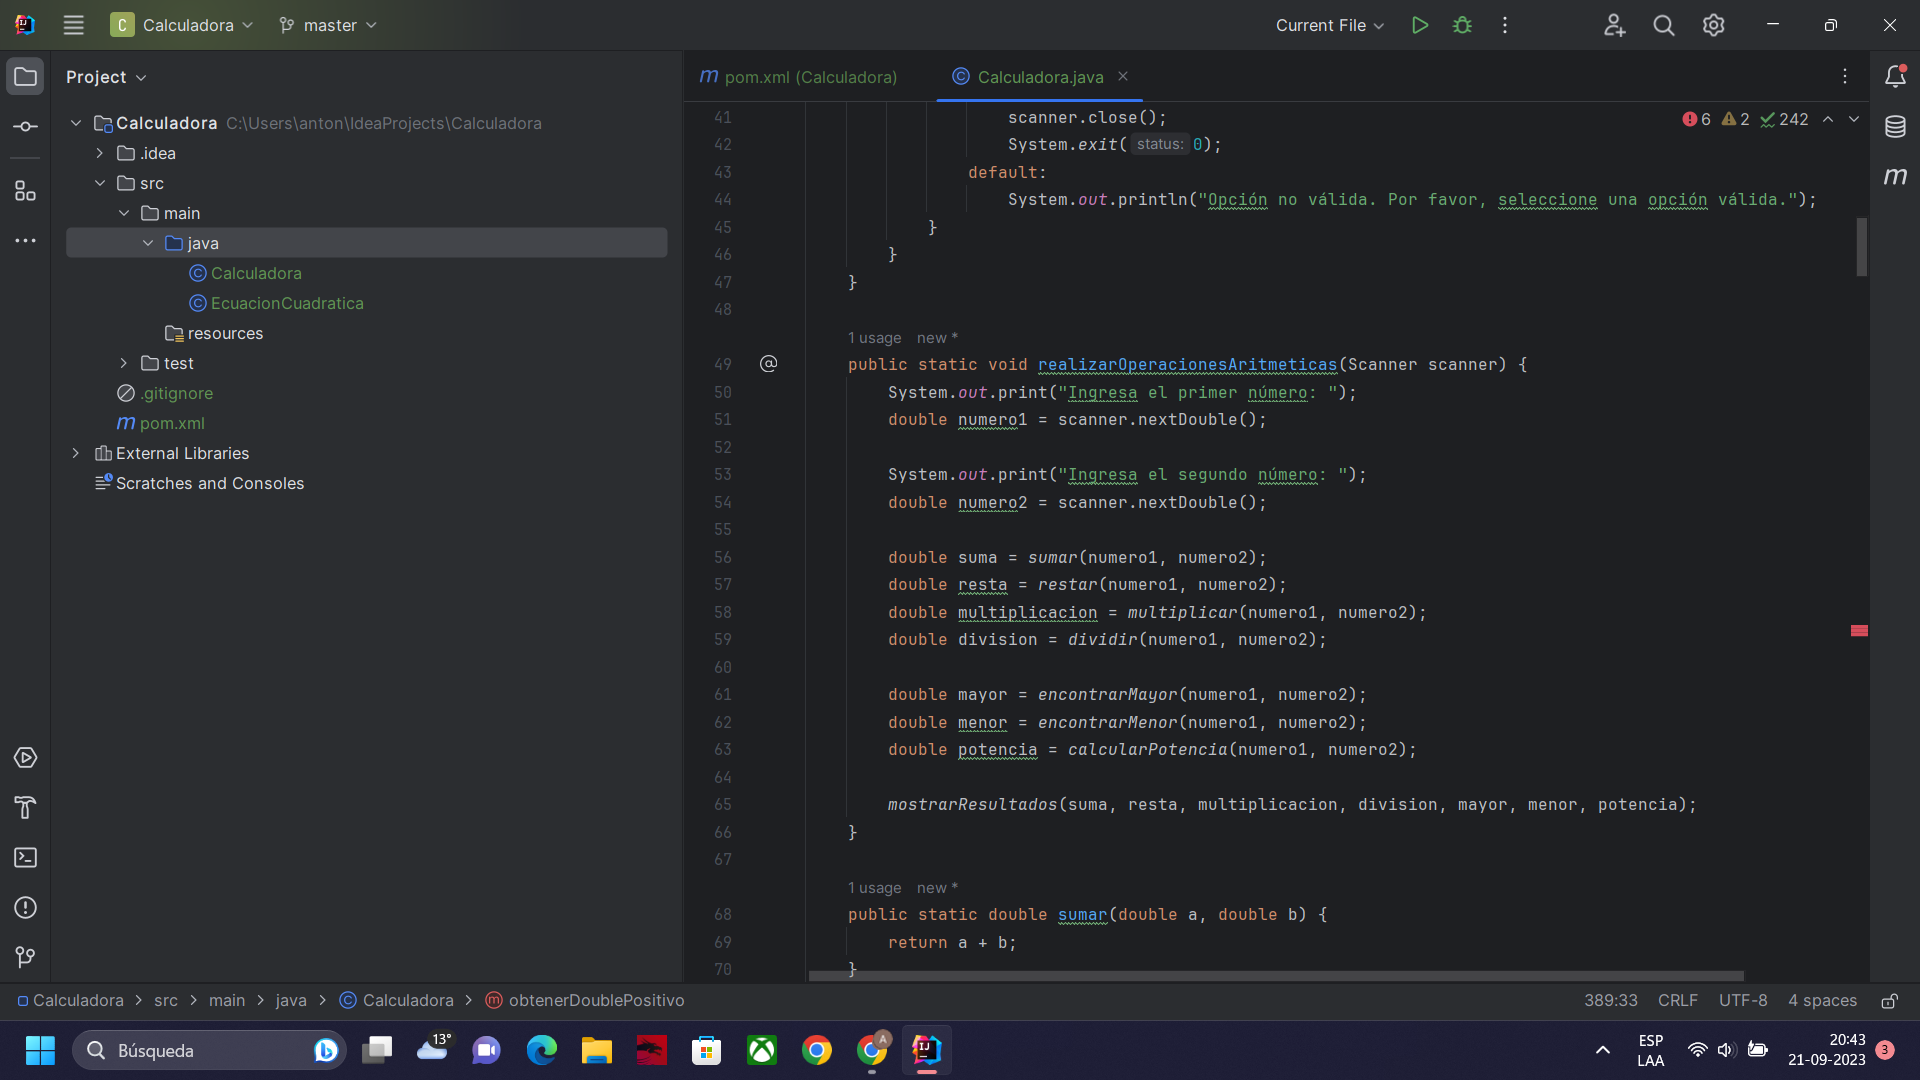 C Calculadora master Current File
Project
Calculadora C:\Users\anton\IdeaProjects\Calculadora
.idea
src
main
java
Calculadora
EcuacionCuadratica
resources
test
.gitignore
m pom.xml
External Libraries
Scratches and Consoles
m pom.xml (Calculadora) Calculadora.java
6 2 242
41 scanner.close();
42 System.exit( status: 0);
43 default:
44 System.out.println("Opción no válida. Por favor, seleccione una opción válida.");
45 }
46 }
47 }
48
1 usage new *
49 @ public static void realizarOperacionesAritmeticas(Scanner scanner) {
50 System.out.print("Ingresa el primer número: ");
51 double numero1 = scanner.nextDouble();
52
53 System.out.print("Ingresa el segundo número: ");
54 double numero2 = scanner.nextDouble();
55
56 double suma = sumar(numero1, numero2);
57 double resta = restar(numero1, numero2);
58 double multiplicacion = multiplicar(numero1, numero2);
59 double division = dividir(numero1, numero2);
60
61 double mayor = encontrarMayor(numero1, numero2);
62 double menor = encontrarMenor(numero1, numero2);
63 double potencia = calcularPotencia(numero1, numero2);
64
65 mostrarResultados(suma, resta, multiplicacion, division, mayor, menor, potencia);
66 }
67
1 usage new *
68 public static double sumar(double a, double b) {
69 return a + b;
70 }
Calculadora > src > main > java > Calculadora > obtenerDoublePositivo
389:33 CRLF UTF-8 4 spaces
Búsqueda
13°
A
ESP
LAA
20:43
21-09-2023
3